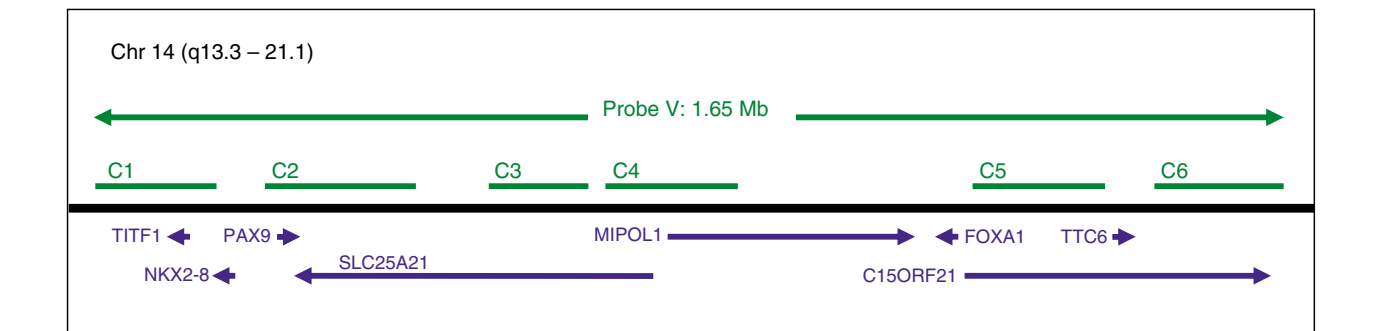 Chr 14 (q13.3 – 21.1)
Probe V: 1.65 Mb
C1 C2 C3 C4 C5 C6
TITF1 PAX9 MIPOL1 FOXA1 TTC6
NKX2-8 SLC25A21 C15ORF21